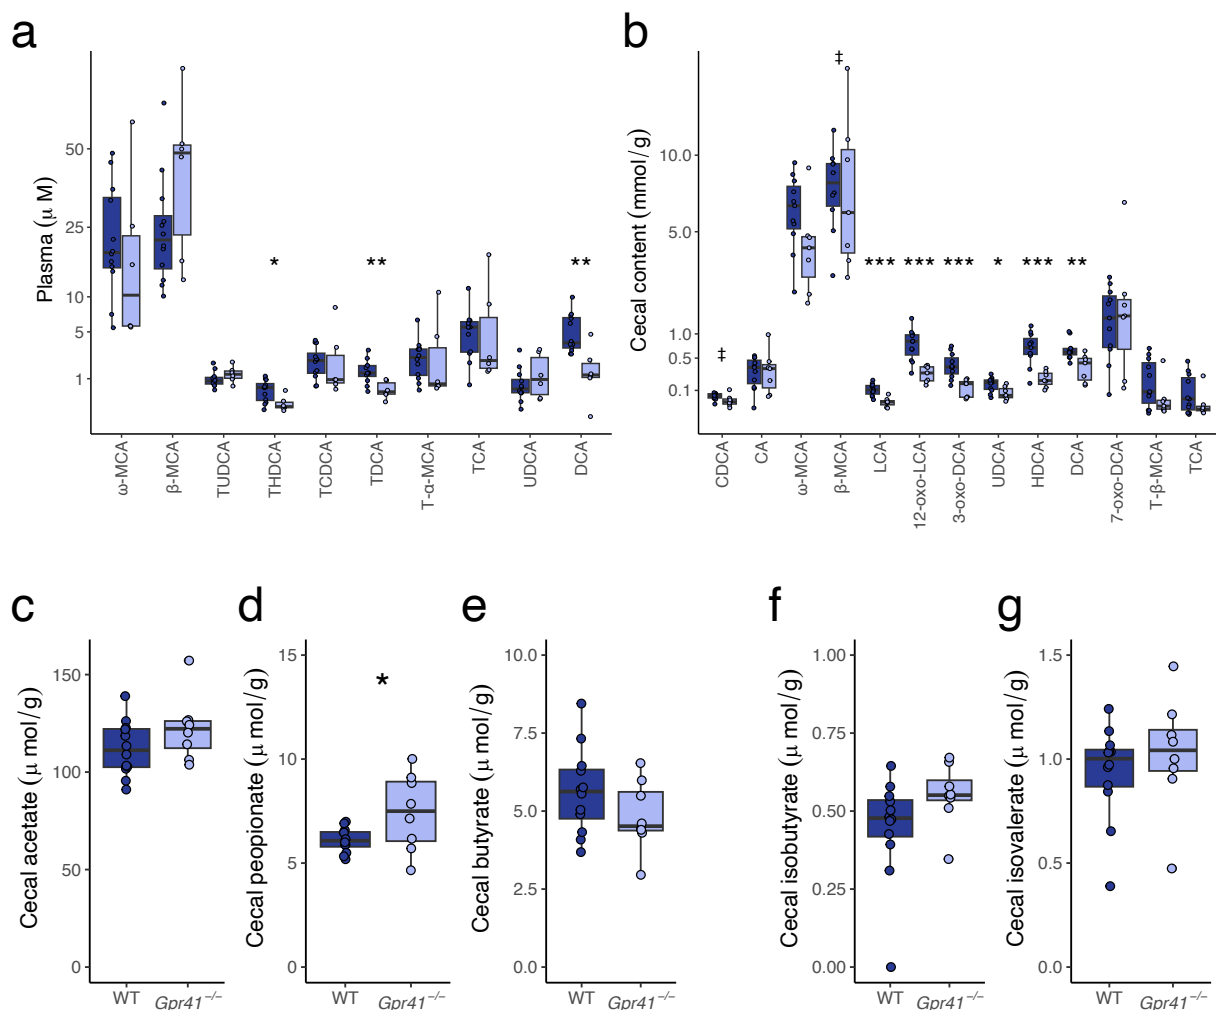 a
Plasma (μ M)
50
25
10
5
1
*
**
**
ω-MCA
β-MCA
TUDCA
THDCA
TCDCA
TDCA
T-α-MCA
TCA
UDCA
DCA
b
Cecal content (mmol/g)
10.0
5.0
1.0
0.5
0.1
‡
‡
***
***
***
*
***
**
CDCA
CA
ω-MCA
β-MCA
LCA
12-oxo-LCA
3-oxo-DCA
UDCA
HDCA
DCA
7-oxo-DCA
T-β-MCA
TCA
c
Cecal acetate (μ mol/g)
150
100
50
0
WT
Gpr41⁻/⁻
d
Cecal peopionate (μ mol/g)
15
10
5
0
*
WT
Gpr41⁻/⁻
e
Cecal butyrate (μ mol/g)
10.0
7.5
5.0
2.5
0.0
WT
Gpr41⁻/⁻
f
Cecal isobutyrate (μ mol/g)
1.00
0.75
0.50
0.25
0.00
WT
Gpr41⁻/⁻
g
Cecal isovalerate (μ mol/g)
1.5
1.0
0.5
0.0
WT
Gpr41⁻/⁻